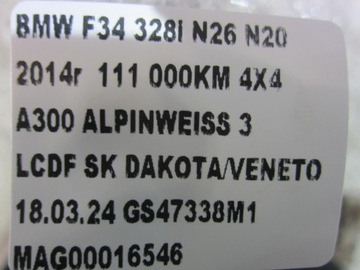 BMW F34 328I N26 N20
2014r 111 000KM 4X4
A300 ALPINWEISS 3
LCDF SK DAKOTA/VENETO
18.03.24 GS47338M1
MAG00016546